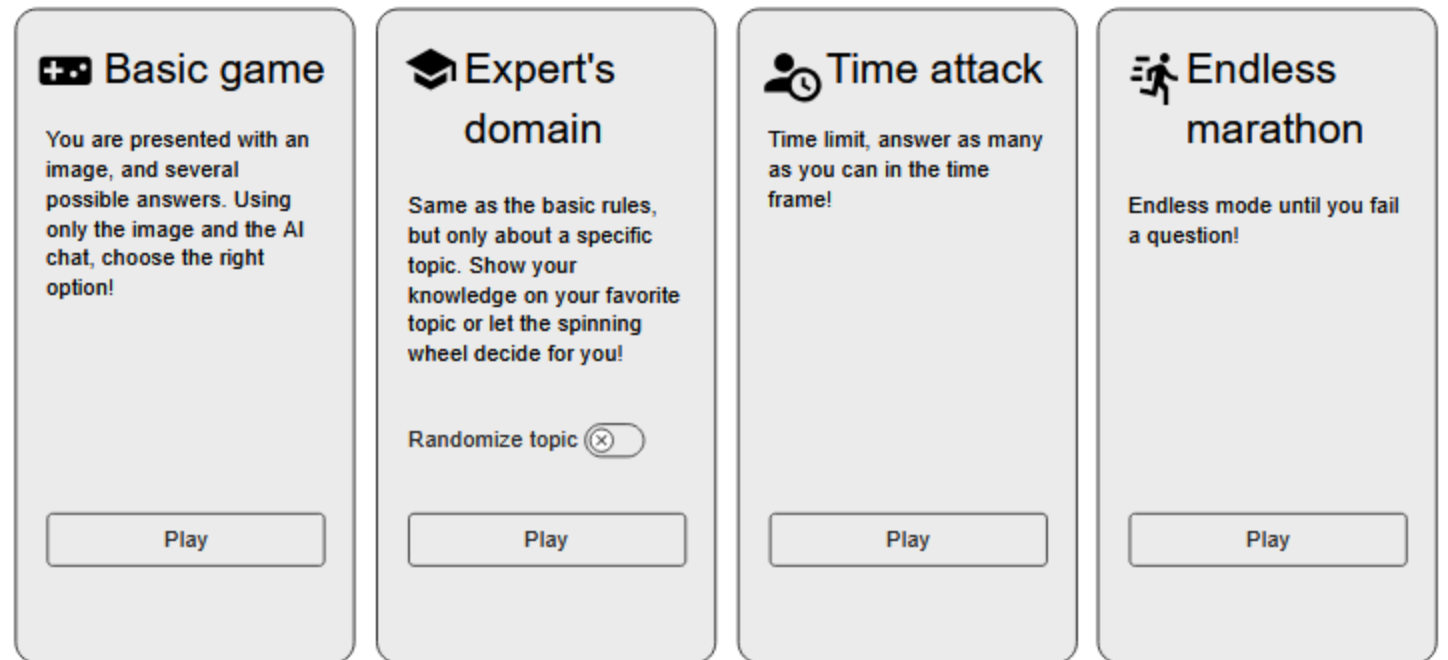 Basic game
You are presented with an
image, and several
possible answers. Using
only the image and the AI
chat, choose the right
option!
Play
Expert's
domain
Same as the basic rules,
but only about a specific
topic. Show your
knowledge on your favorite
topic or let the spinning
wheel decide for you!
Randomize topic
Play
Time attack
Time limit, answer as many
as you can in the time
frame!
Play
Endless
marathon
Endless mode until you fail
a question!
Play